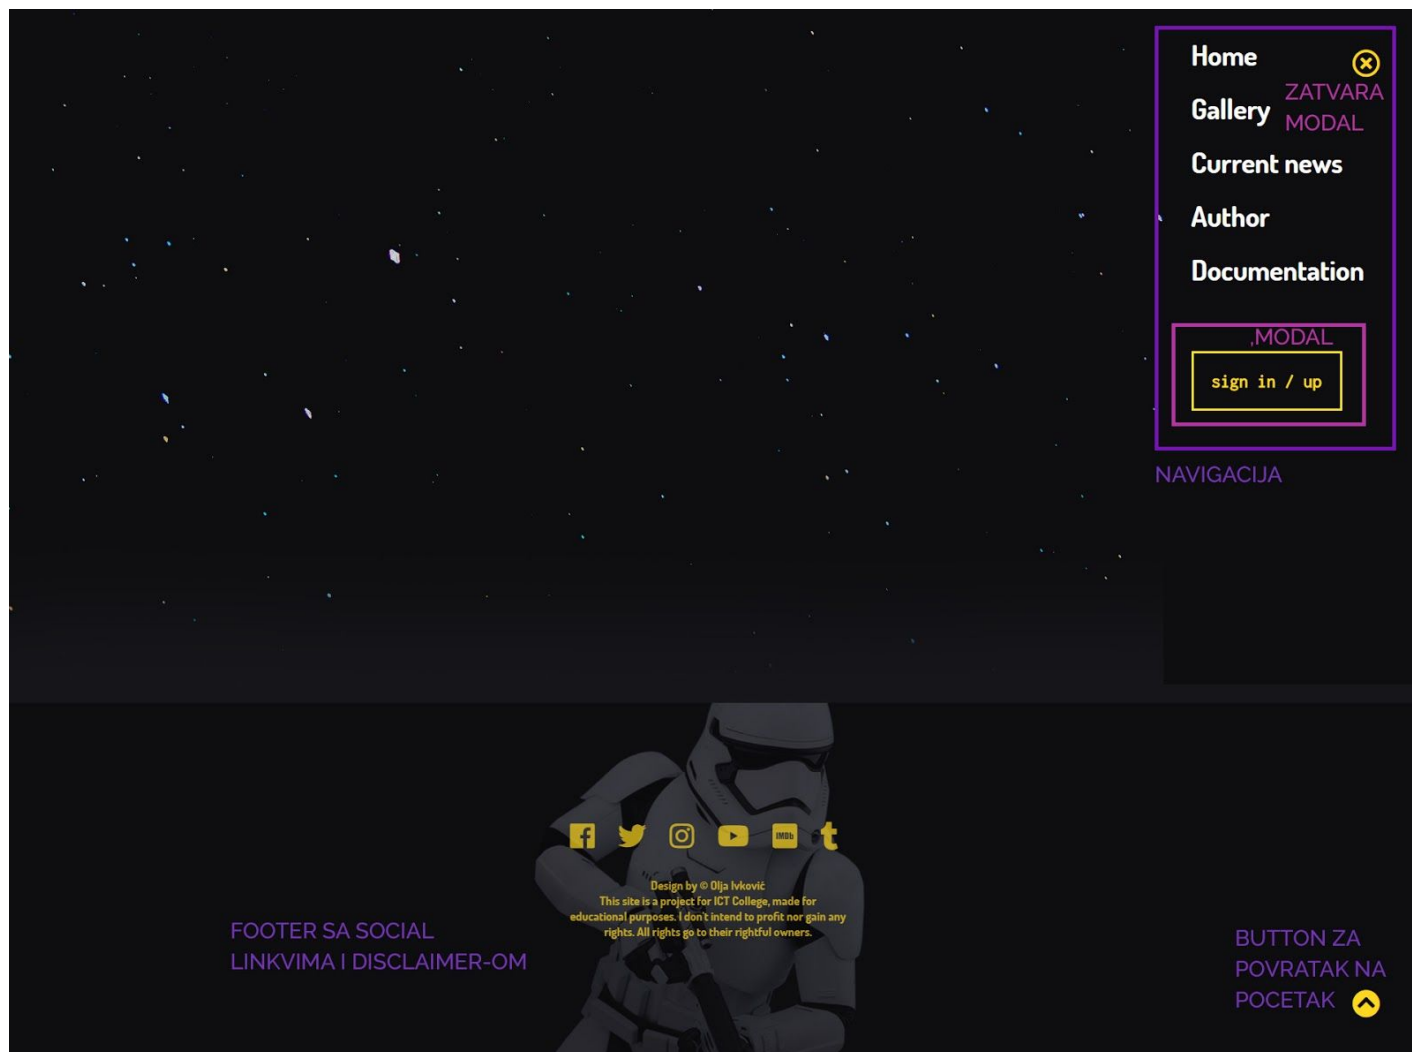 Home
ZATVARA
MODAL
Gallery
Current news
Author
Documentation
,MODAL
sign in / up
NAVIGACIJA
IMDb
Design by © Olja Ivković
This site is a project for ICT College, made for
educational purposes. I don't intend to profit nor gain any
rights. All rights go to their rightful owners.
FOOTER SA SOCIAL
LINKVIMA I DISCLAIMER-OM
BUTTON ZA
POVRATAK NA
POCETAK